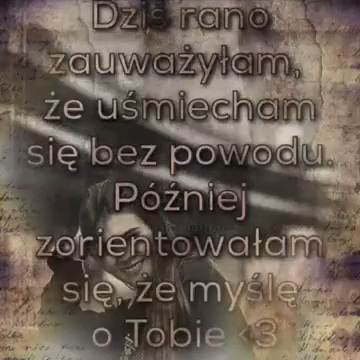 Dziś rano
zauważyłam,
że uśmiecham
się bez powodu.
Później
zorientowałam
się, że myślę
o Tobie <3